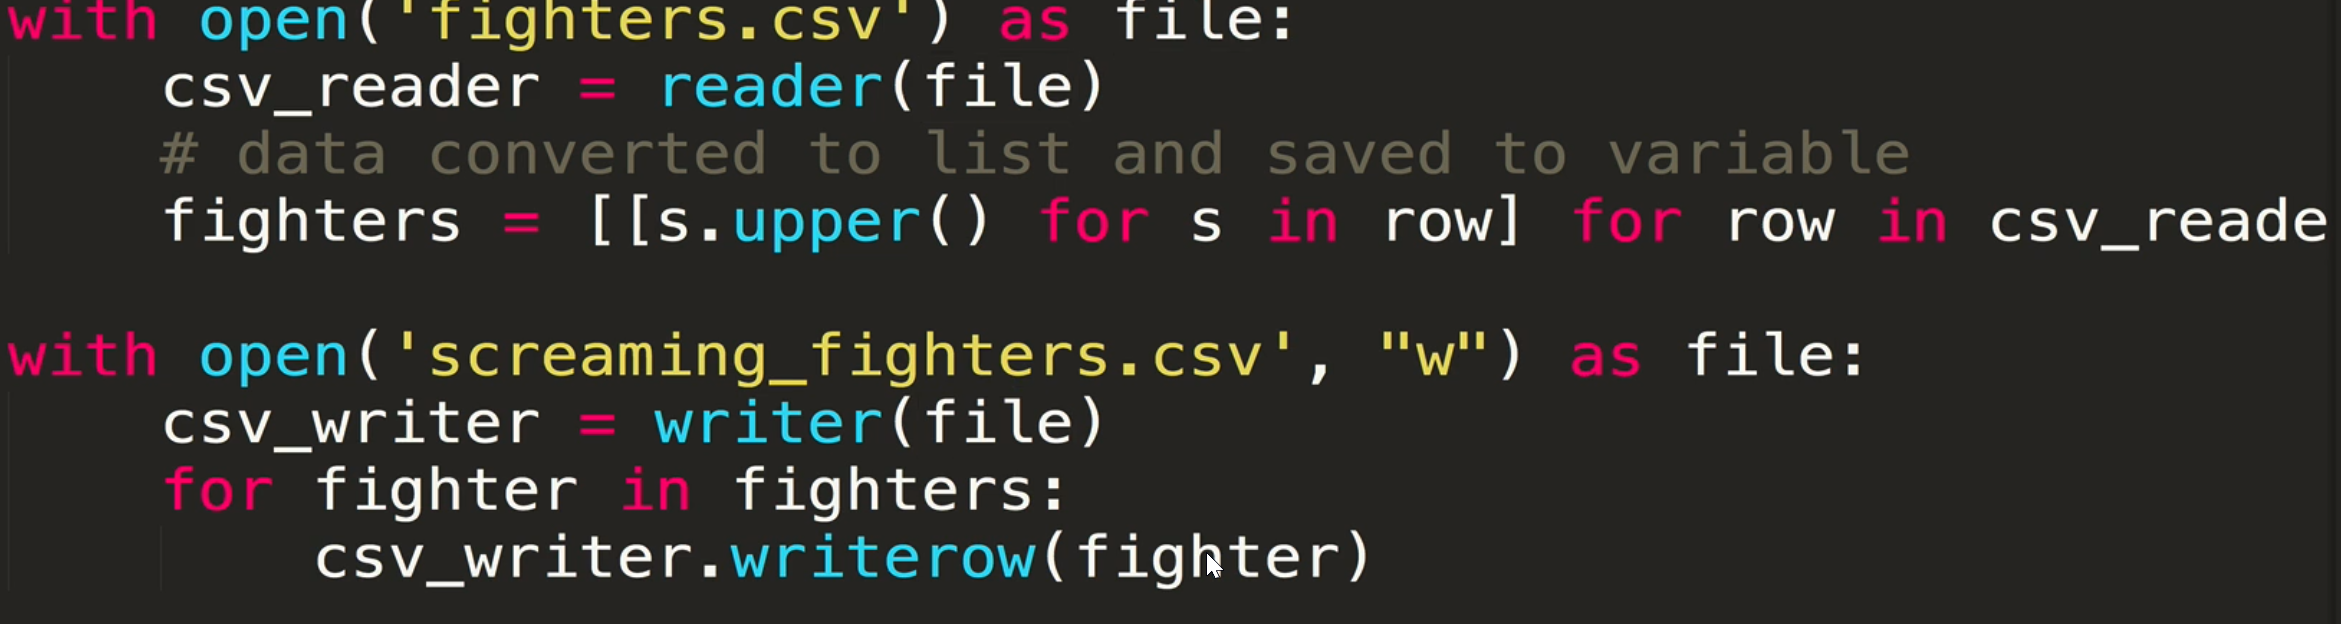 with open('fighters.csv') as file:
    csv_reader = reader(file)
    # data converted to list and saved to variable
    fighters = [[s.upper() for s in row] for row in csv_reade

with open('screaming_fighters.csv', "w") as file:
    csv_writer = writer(file)
    for fighter in fighters:
        csv_writer.writerow(fighter)